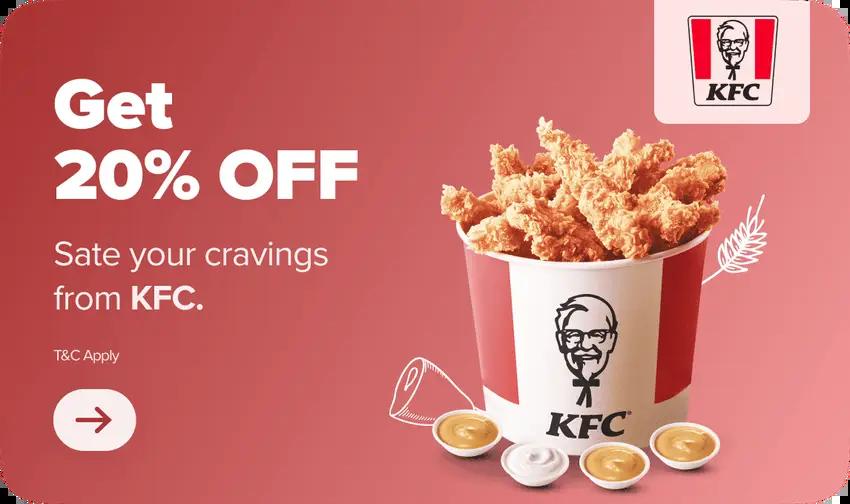 Get
20% OFF
Sate your cravings
from KFC.
T&C Apply
KFC
KFC